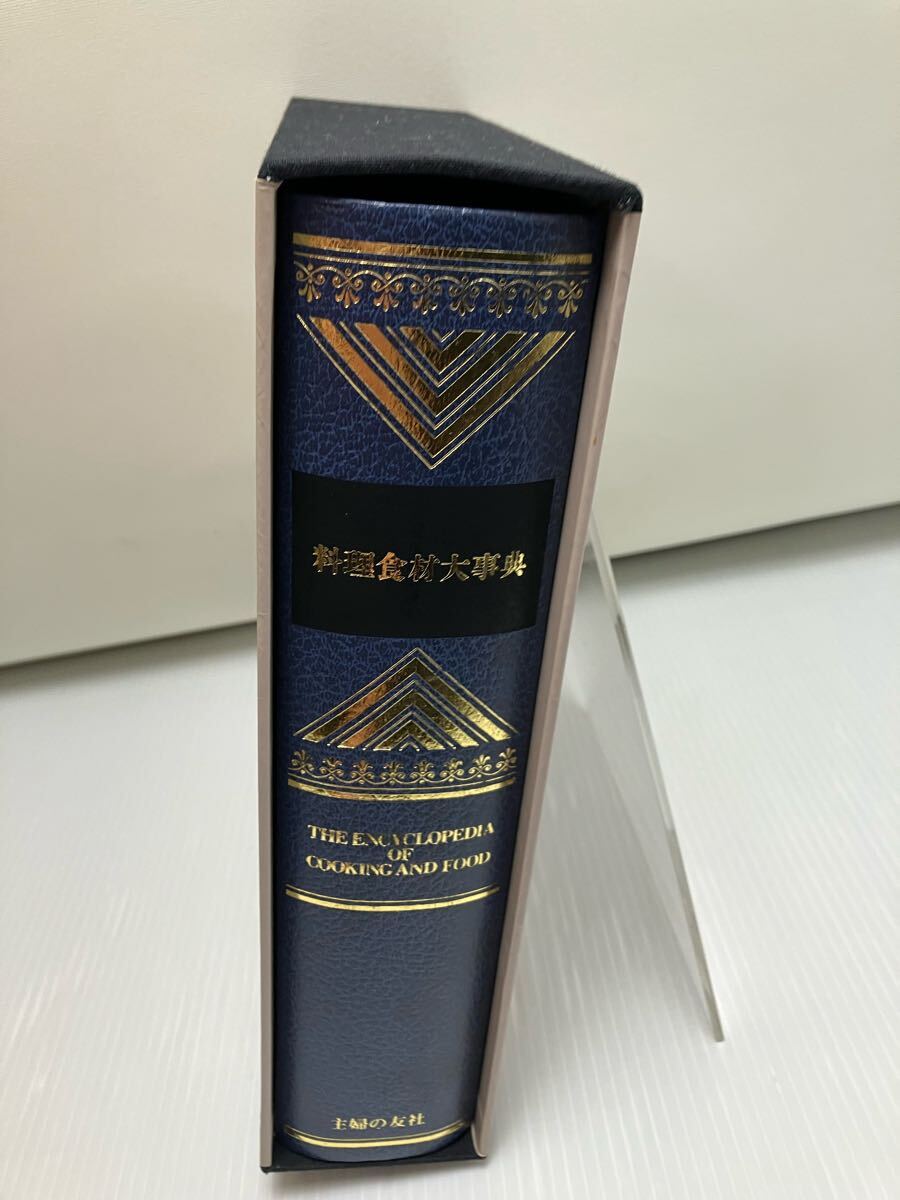 料理食材大事典
THE ENCYCLOPEDIA
OF
COOKING AND FOOD
主婦の友社